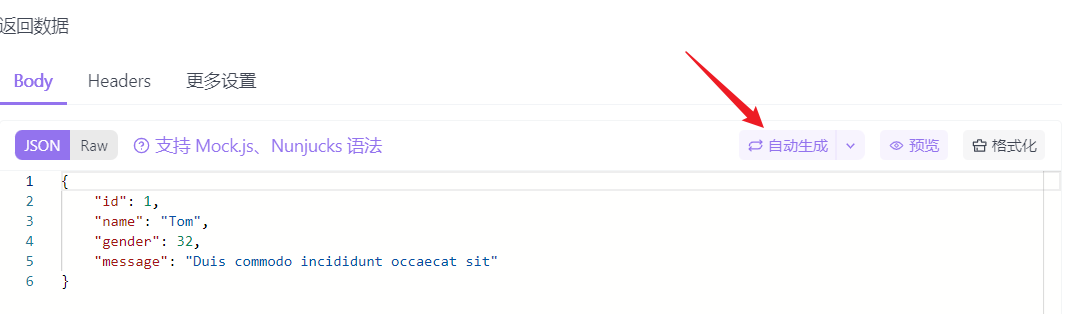 返回数据
Body Headers 更多设置
JSON Raw 支持 Mock.js、Nunjucks 语法 自动生成 预览 格式化
1 {
2 "id": 1,
3 "name": "Tom",
4 "gender": 32,
5 "message": "Duis commodo incididunt occaecat sit"
6 }